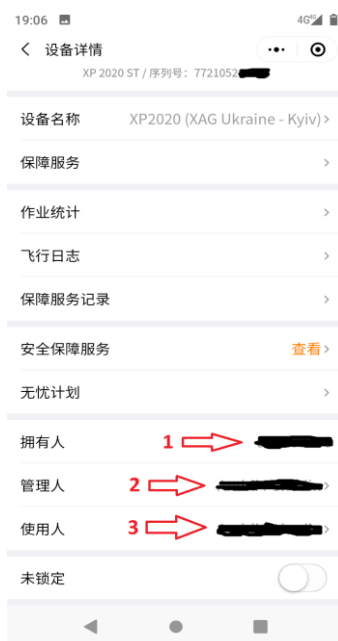 19:06 4G 4G
设备详情
XP 2020 ST / 序列号：7721052
设备名称 XP2020 (XAG Ukraine - Kyiv)
保障服务
作业统计
飞行日志
保障服务记录
安全保障服务 查看
无忧计划
拥有人 1
管理人 2
使用人 3
未锁定